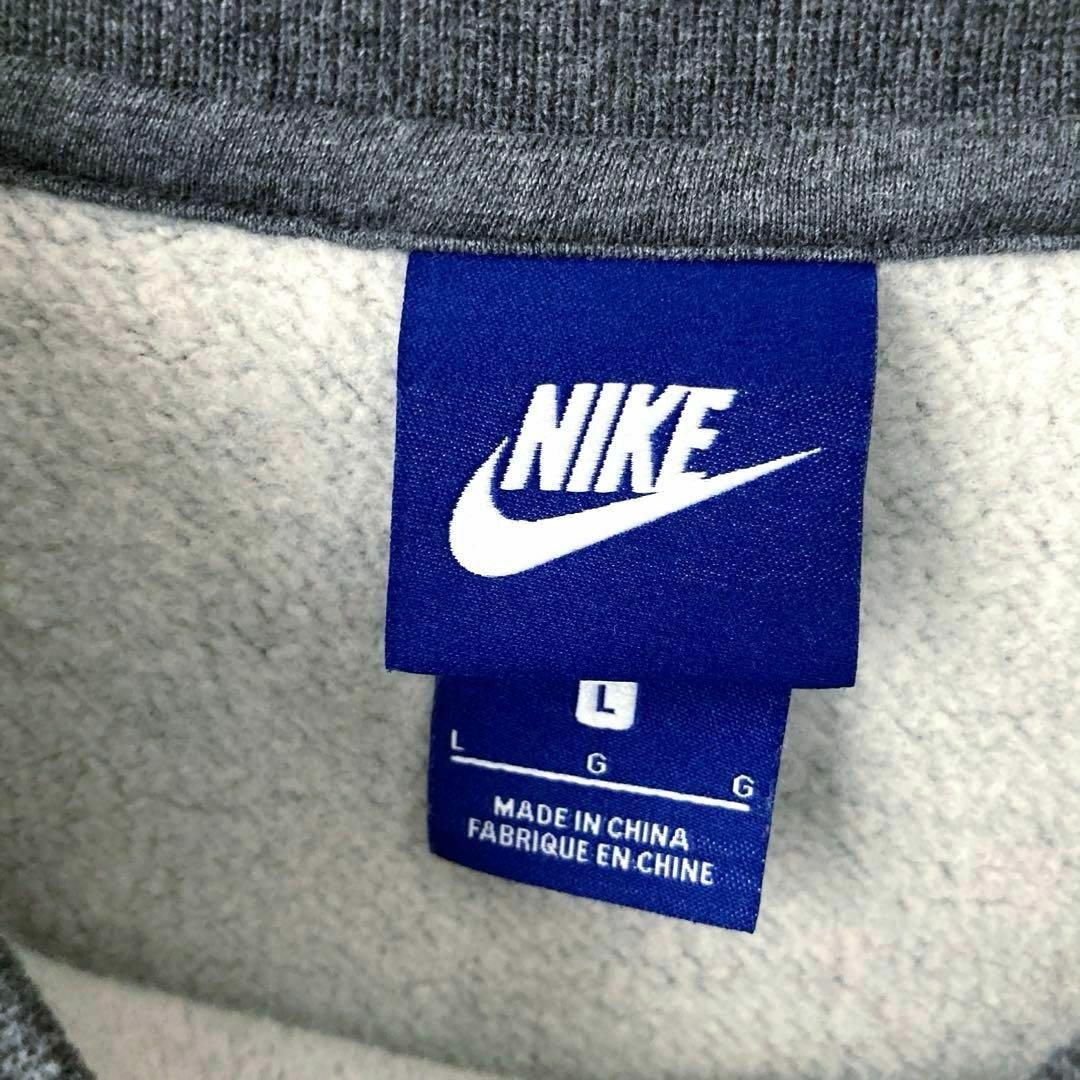 NIKE
L
L G G
MADE IN CHINA
FABRIQUE EN CHINE